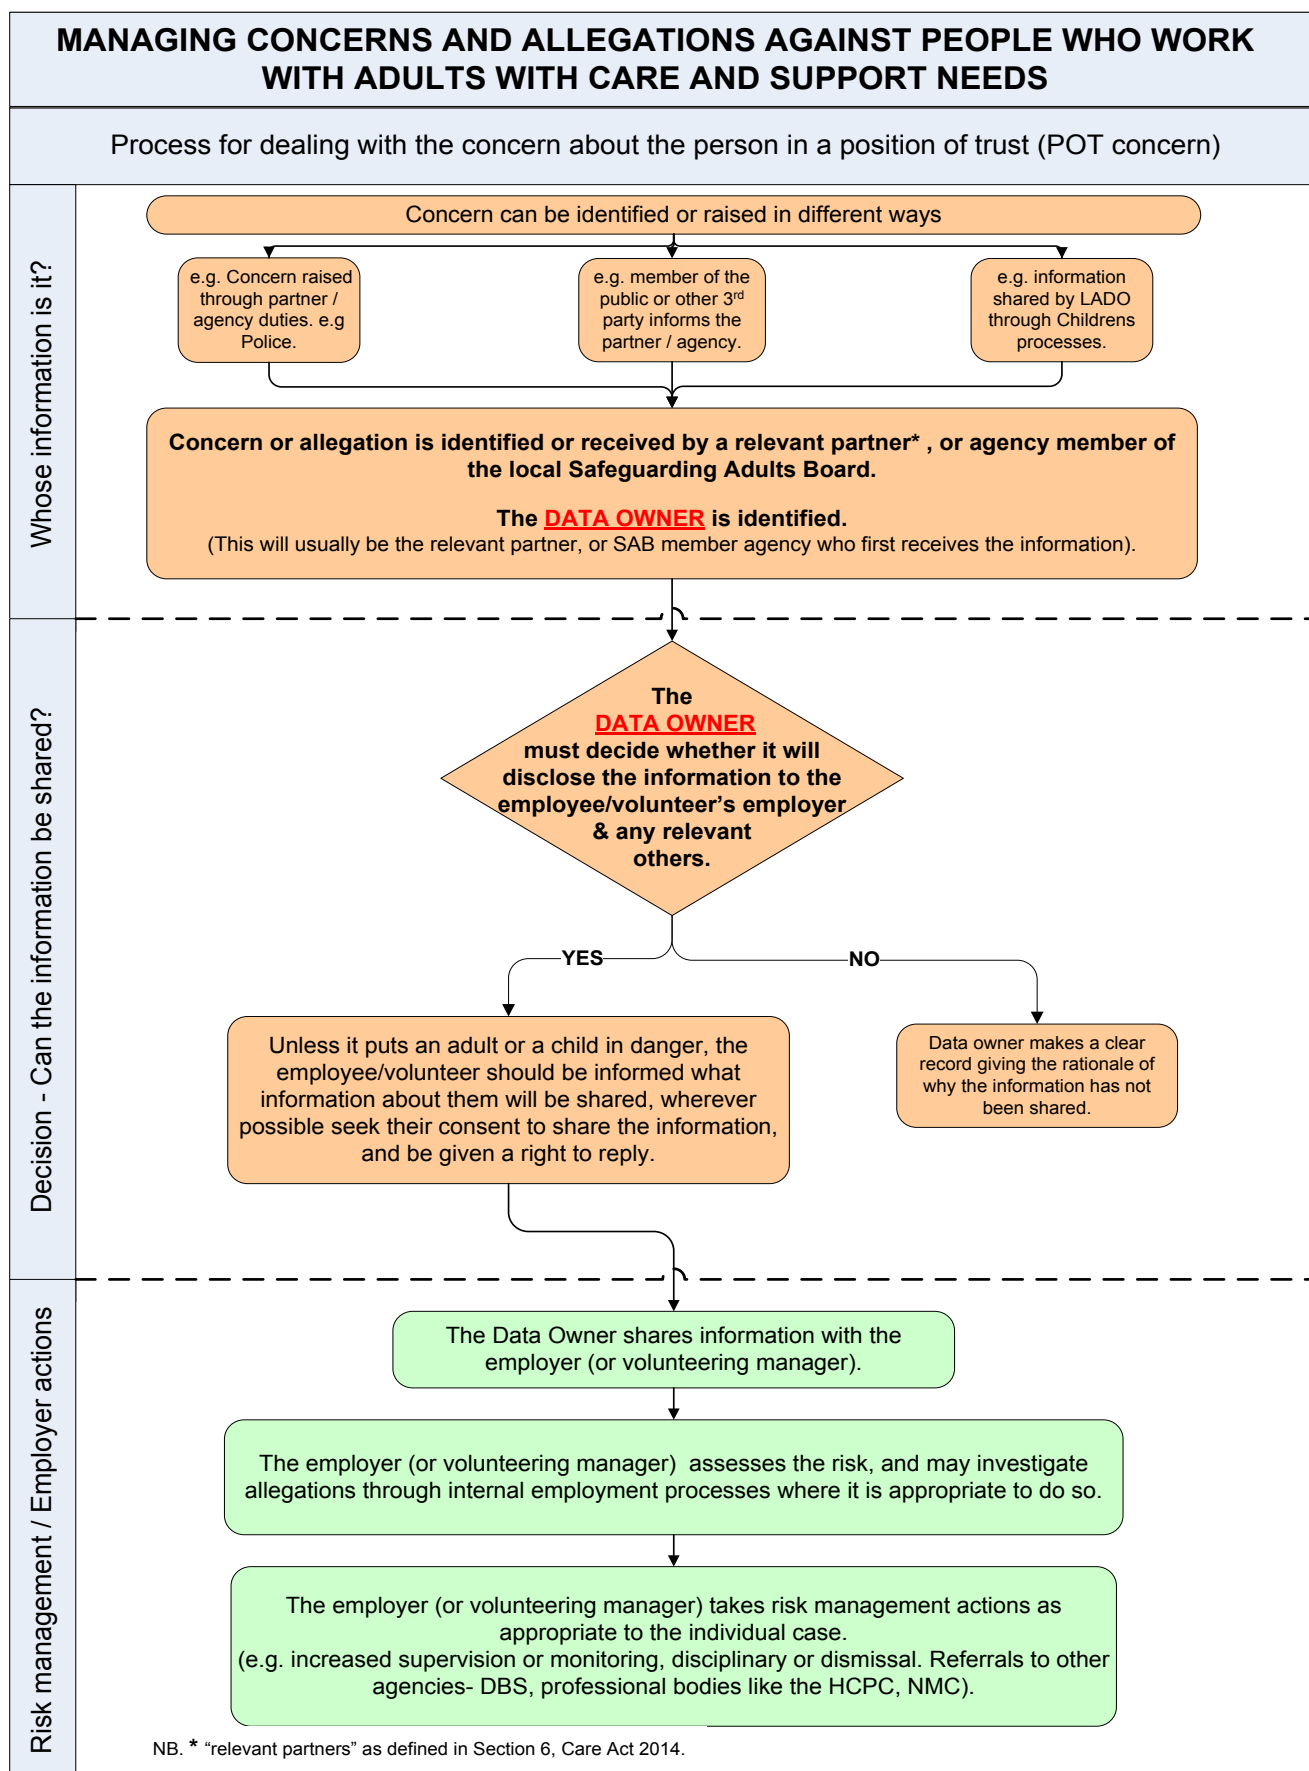 MANAGING CONCERNS AND ALLEGATIONS AGAINST PEOPLE WHO WORK
WITH ADULTS WITH CARE AND SUPPORT NEEDS
Process for dealing with the concern about the person in a position of trust (POT concern)
Whose information is it?
Concern can be identified or raised in different ways
e.g. Concern raised
through partner /
agency duties. e.g
Police.
e.g. member of the
public or other 3rd
party informs the
partner / agency.
e.g. information
shared by LADO
through Childrens
processes.
Concern or allegation is identified or received by a relevant partner* , or agency member of
the local Safeguarding Adults Board.
The DATA OWNER is identified.
(This will usually be the relevant partner, or SAB member agency who first receives the information).
Decision - Can the information be shared?
The
DATA OWNER
must decide whether it will
disclose the information to the
employee/volunteer’s employer
& any relevant
others.
YES
NO
Unless it puts an adult or a child in danger, the
employee/volunteer should be informed what
information about them will be shared, wherever
possible seek their consent to share the information,
and be given a right to reply.
Data owner makes a clear
record giving the rationale of
why the information has not
been shared.
Risk management / Employer actions
The Data Owner shares information with the
employer (or volunteering manager).
The employer (or volunteering manager) assesses the risk, and may investigate
allegations through internal employment processes where it is appropriate to do so.
The employer (or volunteering manager) takes risk management actions as
appropriate to the individual case.
(e.g. increased supervision or monitoring, disciplinary or dismissal. Referrals to other
agencies- DBS, professional bodies like the HCPC, NMC).
NB. * “relevant partners” as defined in Section 6, Care Act 2014.